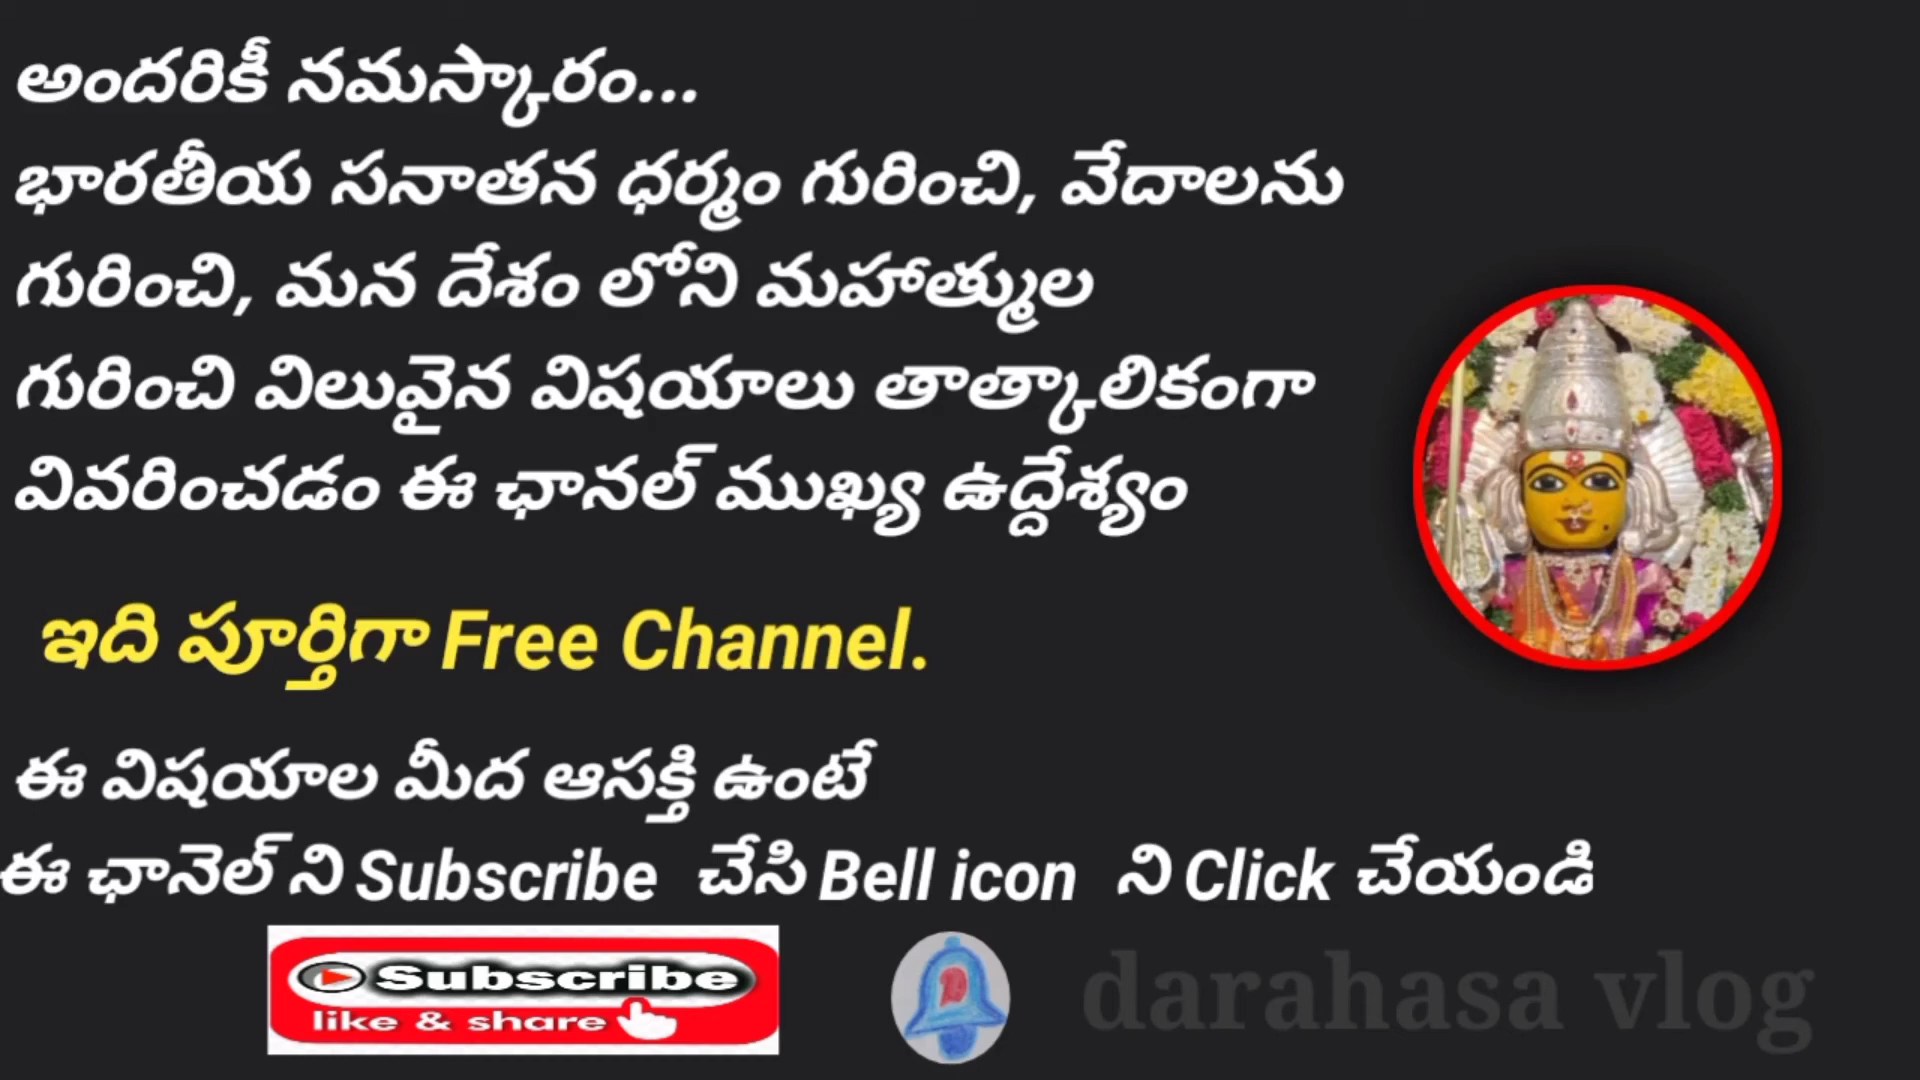 అందరికీ నమస్కారం...
భారతీయ సనాతన ధర్మం గురించి, వేదాలను
గురించి, మన దేశం లోని మహాత్ముల
గురించి విలువైన విషయాలు తాత్కాలికంగా
వివరించడం ఈ ఛానల్ ముఖ్య ఉద్దేశ్యం
ఇది పూర్తిగా Free Channel.
ఈ విషయాల మీద ఆసక్తి ఉంటే
ఈ ఛానెల్ ని Subscribe చేసి Bell icon ని Click చేయండి
Subscribe
like & share
darahasa vlog